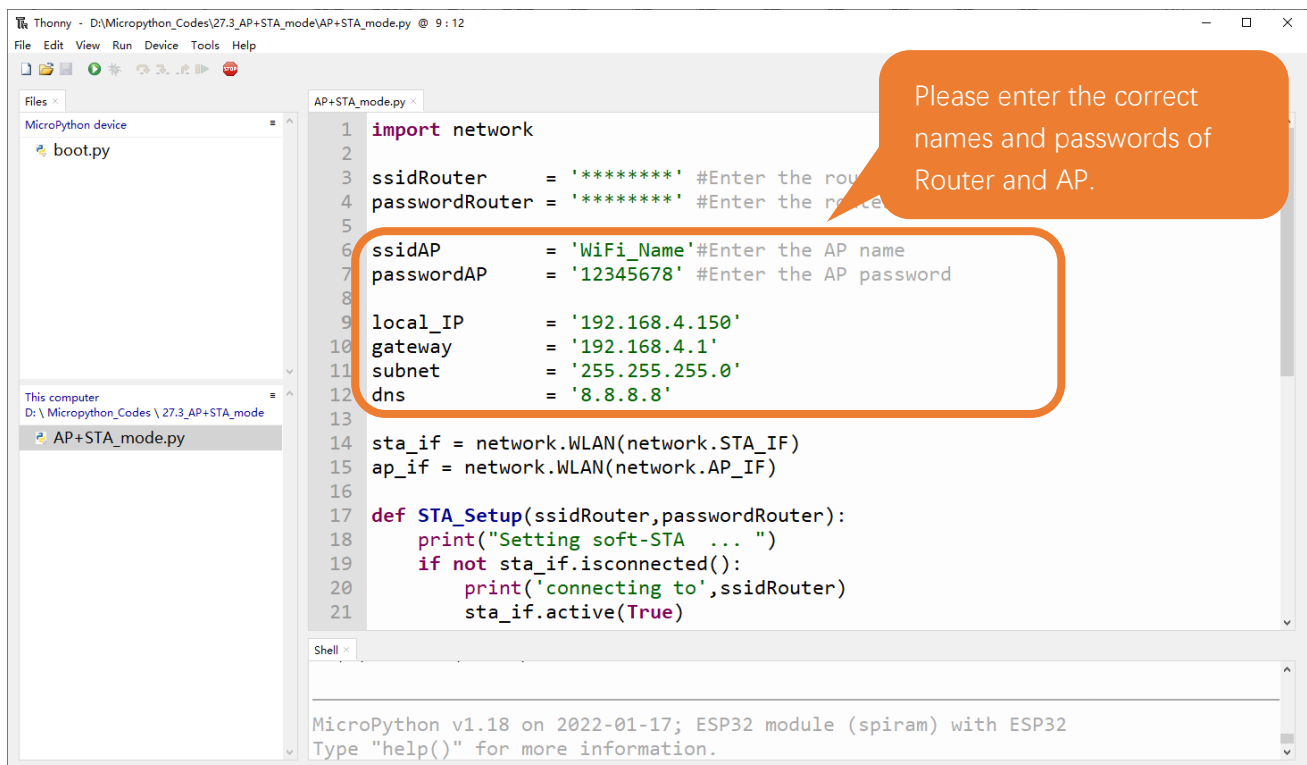 Thonny - D:\Micropython_Codes\27.3_AP+STA_mode\AP+STA_mode.py @ 9 : 12
File Edit View Run Device Tools Help
STOP
Files
MicroPython device
boot.py
This computer
D: \ Micropython_Codes \ 27.3_AP+STA_mode
AP+STA_mode.py
AP+STA_mode.py
1 import network
2
3 ssidRouter = '********' #Enter the
4 passwordRouter = '********' #Enter the
5
6 ssidAP = 'WiFi_Name'#Enter the AP name
7 passwordAP = '12345678' #Enter the AP password
8
9 local_IP = '192.168.4.150'
10 gateway = '192.168.4.1'
11 subnet = '255.255.255.0'
12 dns = '8.8.8.8'
13
14 sta_if = network.WLAN(network.STA_IF)
15 ap_if = network.WLAN(network.AP_IF)
16
17 def STA_Setup(ssidRouter,passwordRouter):
18 print("Setting soft-STA ... ")
19 if not sta_if.isconnected():
20 print('connecting to',ssidRouter)
21 sta_if.active(True)
Please enter the correct
names and passwords of
Router and AP.
Shell
MicroPython v1.18 on 2022-01-17; ESP32 module (spiram) with ESP32
Type "help()" for more information.